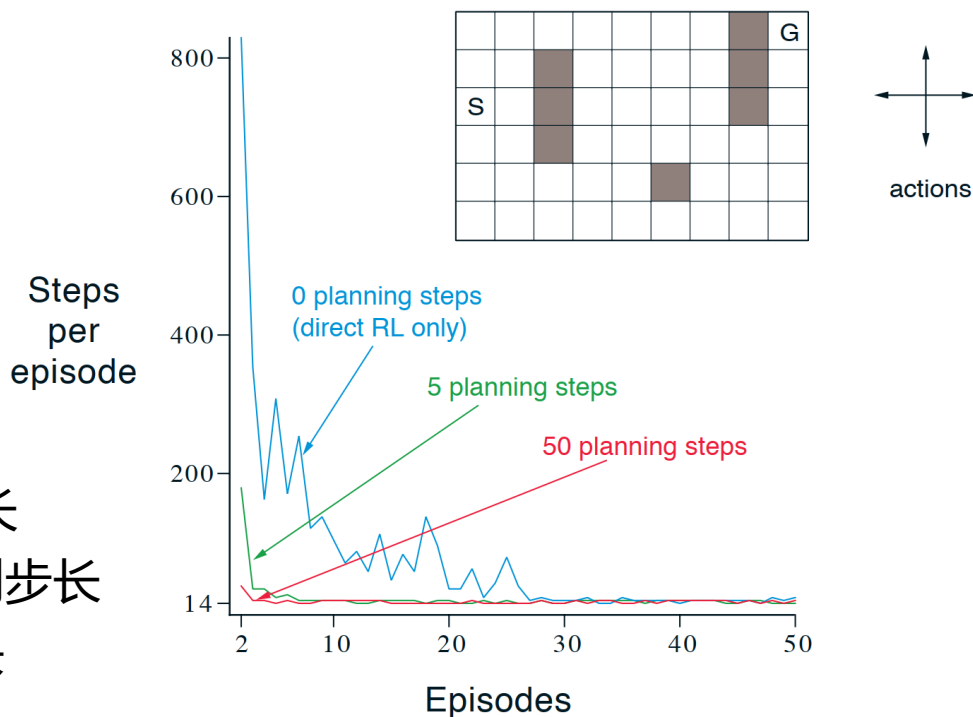 G
S
actions
800
600
400
200
14
Steps
per
episode
0 planning steps
(direct RL only)
5 planning steps
50 planning steps
长
步长
2 10 20 30 40 50
Episodes